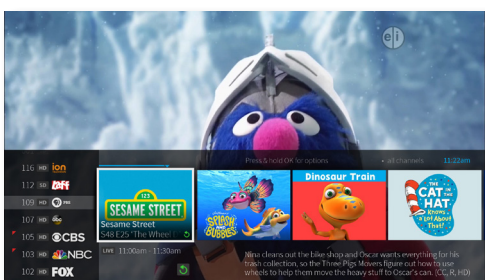 e i
Press & hold OK for options
• all channels
11:22am
116 HD ion
112 SD Laff
109 HD PBS
107 HD abc
105 HD CBS
103 HD NBC
102 FOX
123
SESAME STREET
Sesame Street
S48 E25 'The Wheel
SPLASH
and
BUBBLES
Dinosaur Train
THE
CAT
IN THE
HAT
Knows
a Lot About
That!
LIVE 11:00am - 11:30am
Nina cleans out the bike shop and Oscar wants everything for his
trash collection, so the Three Pigs Movers figure out how to use
wheels to help them move the heavy stuff to Oscar's can. (CC, R, HD)